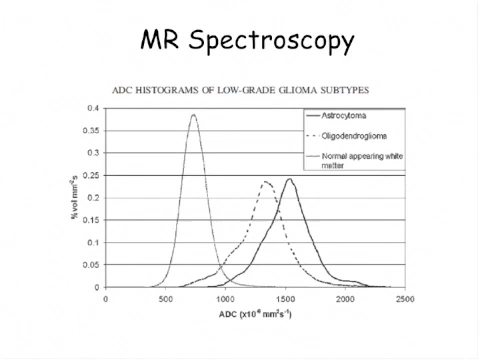 MR Spectroscopy
ADC HISTOGRAMS OF LOW-GRADE GLIOMA SUBTYPES
0.4
0.35
0.3
0.25
0.2
0.15
0.1
0.05
0
% vol mm²s
Astrocytoma
Oligodendroglioma
Normal appearing white
matter
0 500 1000 1500 2000 2500
ADC (x10⁻⁶ mm²s⁻¹)